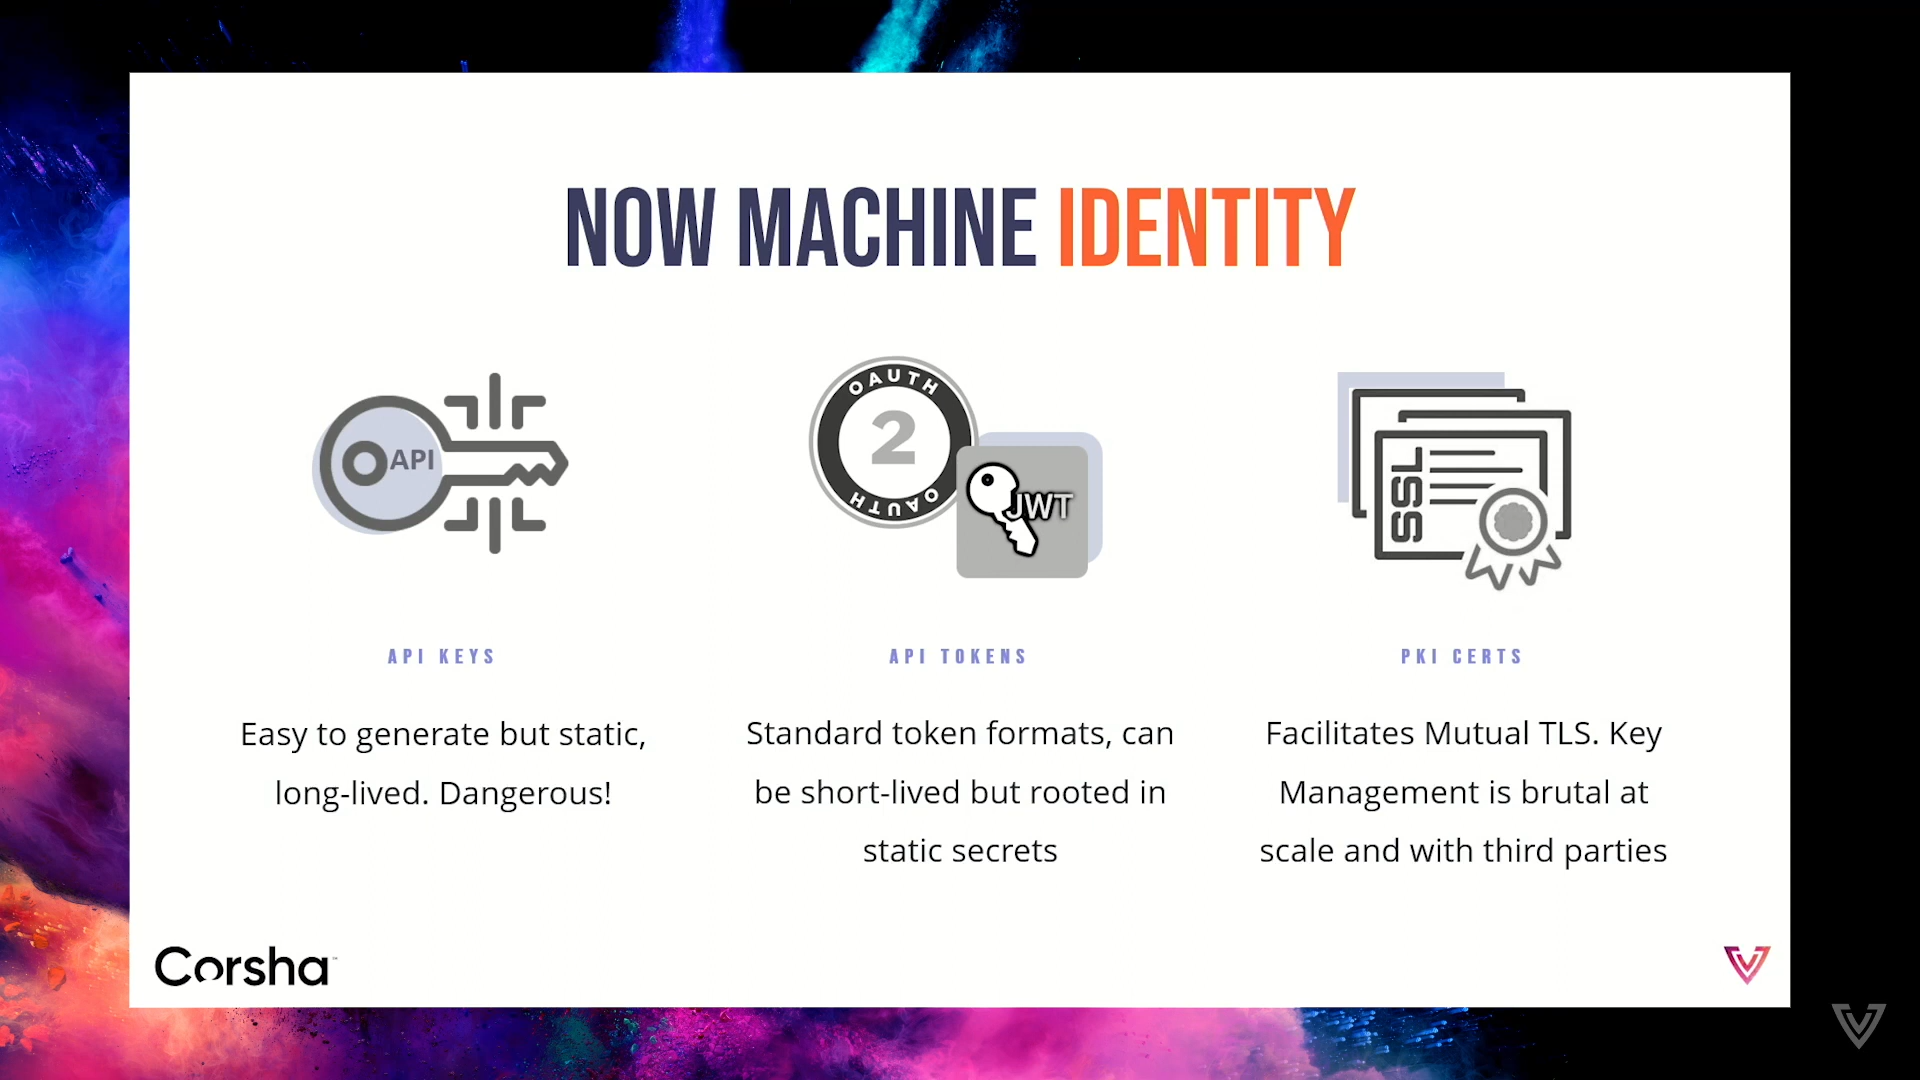 NOW MACHINE IDENTITY
API
OAUTH
2
OAUTH
JWT
SSL
API KEYS
API TOKENS
PKI CERTS
Easy to generate but static,
long-lived. Dangerous!
Standard token formats, can
be short-lived but rooted in
static secrets
Facilitates Mutual TLS. Key
Management is brutal at
scale and with third parties
Corsha